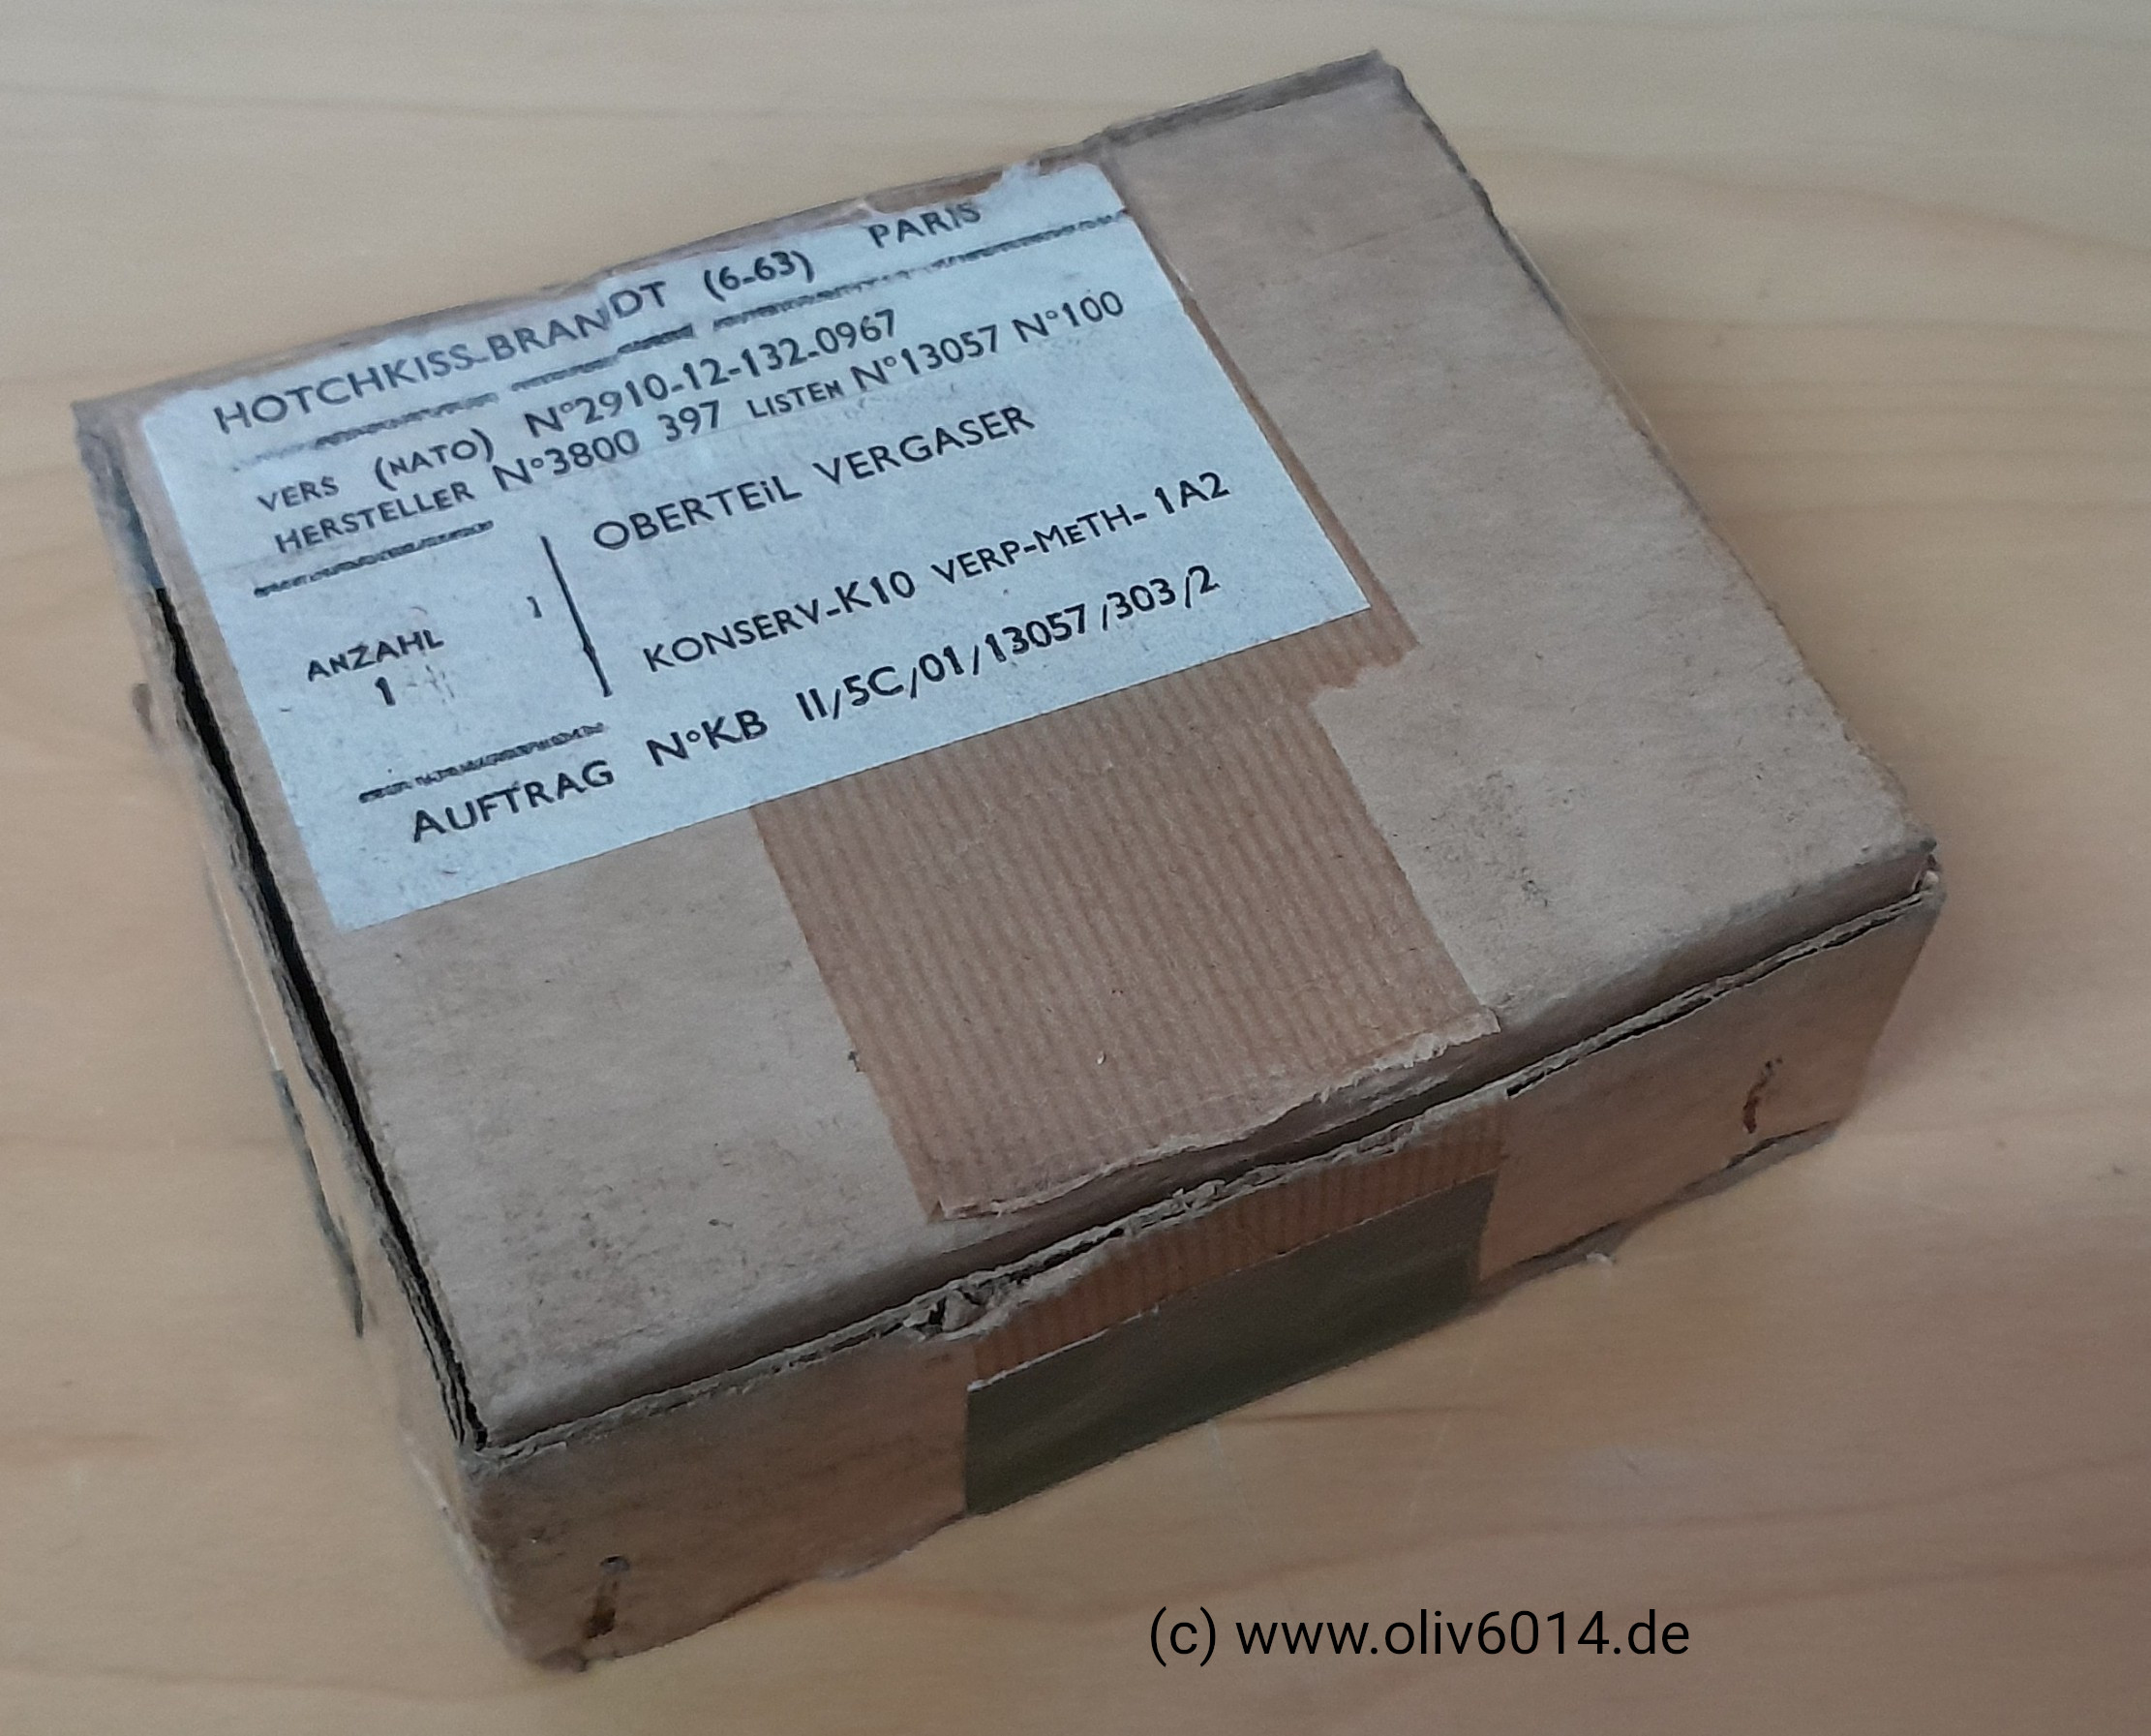 HOTCHKISS-BRANDT (6-63) PARIS
VERS (NATO) N°2910-12-132-0967
HERSTELLER N°3800 397 LISTEN N°13057 N°100
OBERTEiL VERGASER
ANZAHL
1
KONSERV-K10 VERP-MeTH- 1A2
AUFTRAG N°KB II/5C/01/13057/303/2
(c) www.oliv6014.de